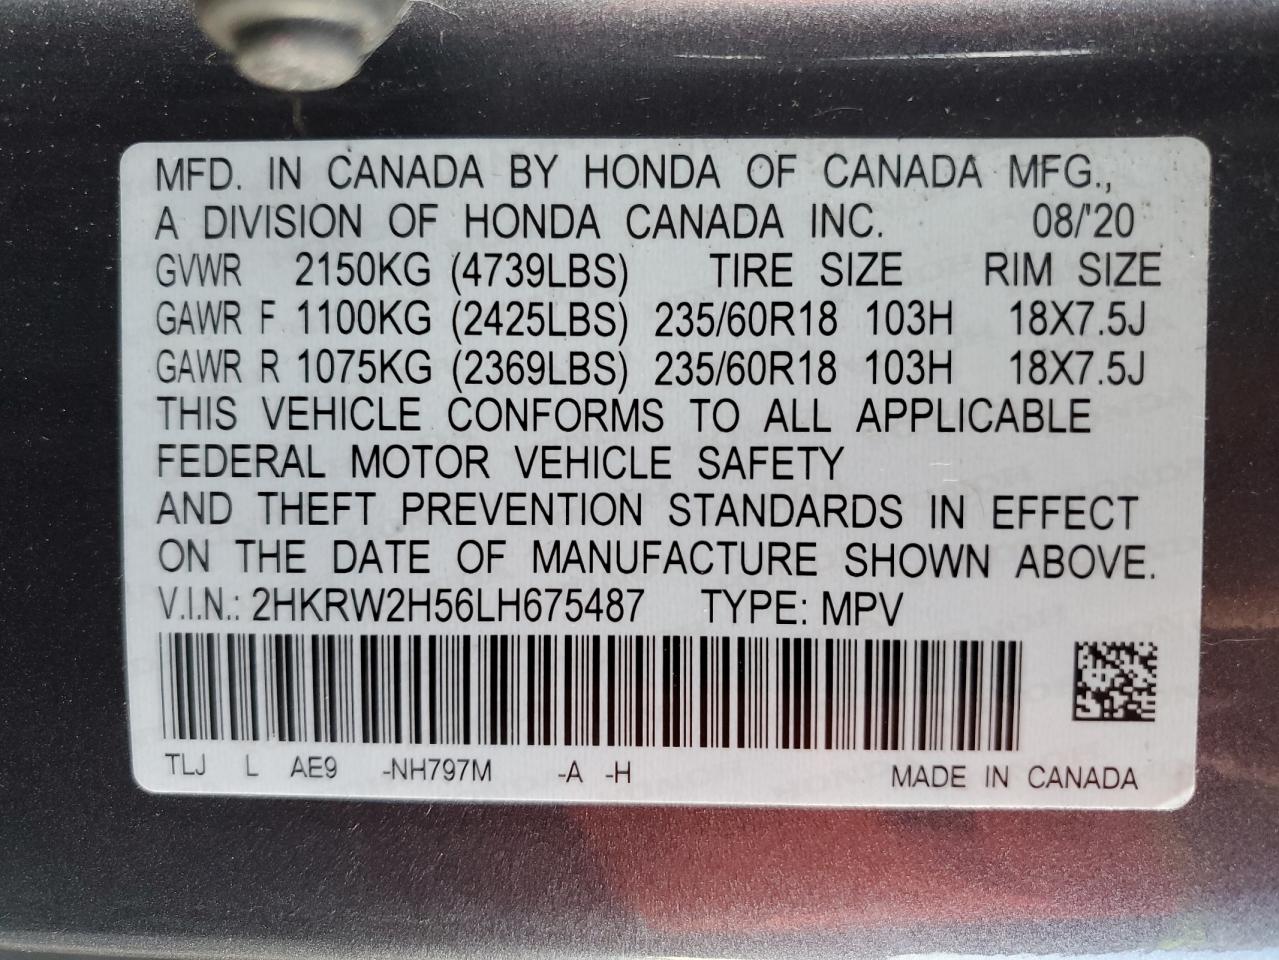 MFD. IN CANADA BY HONDA OF CANADA MFG.,
A DIVISION OF HONDA CANADA INC. 08/'20
GVWR 2150KG (4739LBS) TIRE SIZE RIM SIZE
GAWR F 1100KG (2425LBS) 235/60R18 103H 18X7.5J
GAWR R 1075KG (2369LBS) 235/60R18 103H 18X7.5J
THIS VEHICLE CONFORMS TO ALL APPLICABLE
FEDERAL MOTOR VEHICLE SAFETY
AND THEFT PREVENTION STANDARDS IN EFFECT
ON THE DATE OF MANUFACTURE SHOWN ABOVE.
V.I.N.: 2HKRW2H56LH675487 TYPE: MPV
TLJ L AE9 -NH797M -A -H MADE IN CANADA